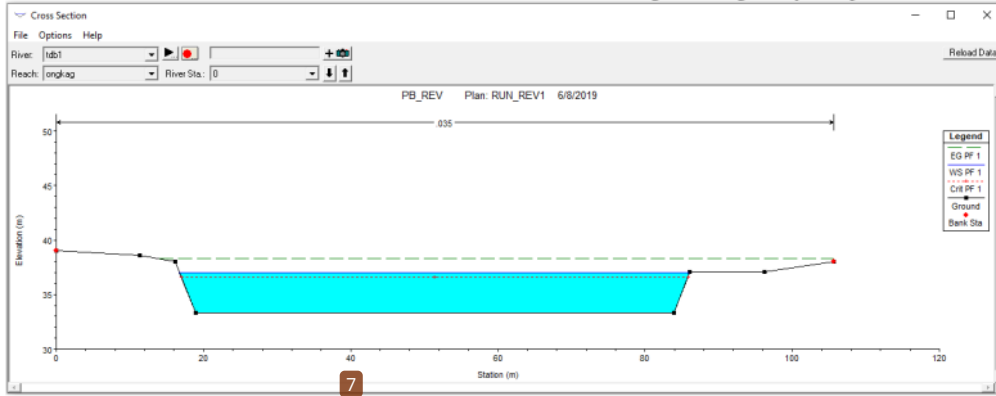 Cross Section
File Options Help
River: tdb1
Reload Data
Reach: ongkag River Sta.: 0
PB_REV Plan: RUN_REV1 6/8/2019
.035
Legend
EG PF 1
WS PF 1
Crit PF 1
Ground
Bank Sta
Elevation (m)
50
45
40
35
30
0 20 40 60 80 100 120
Station (m)
7